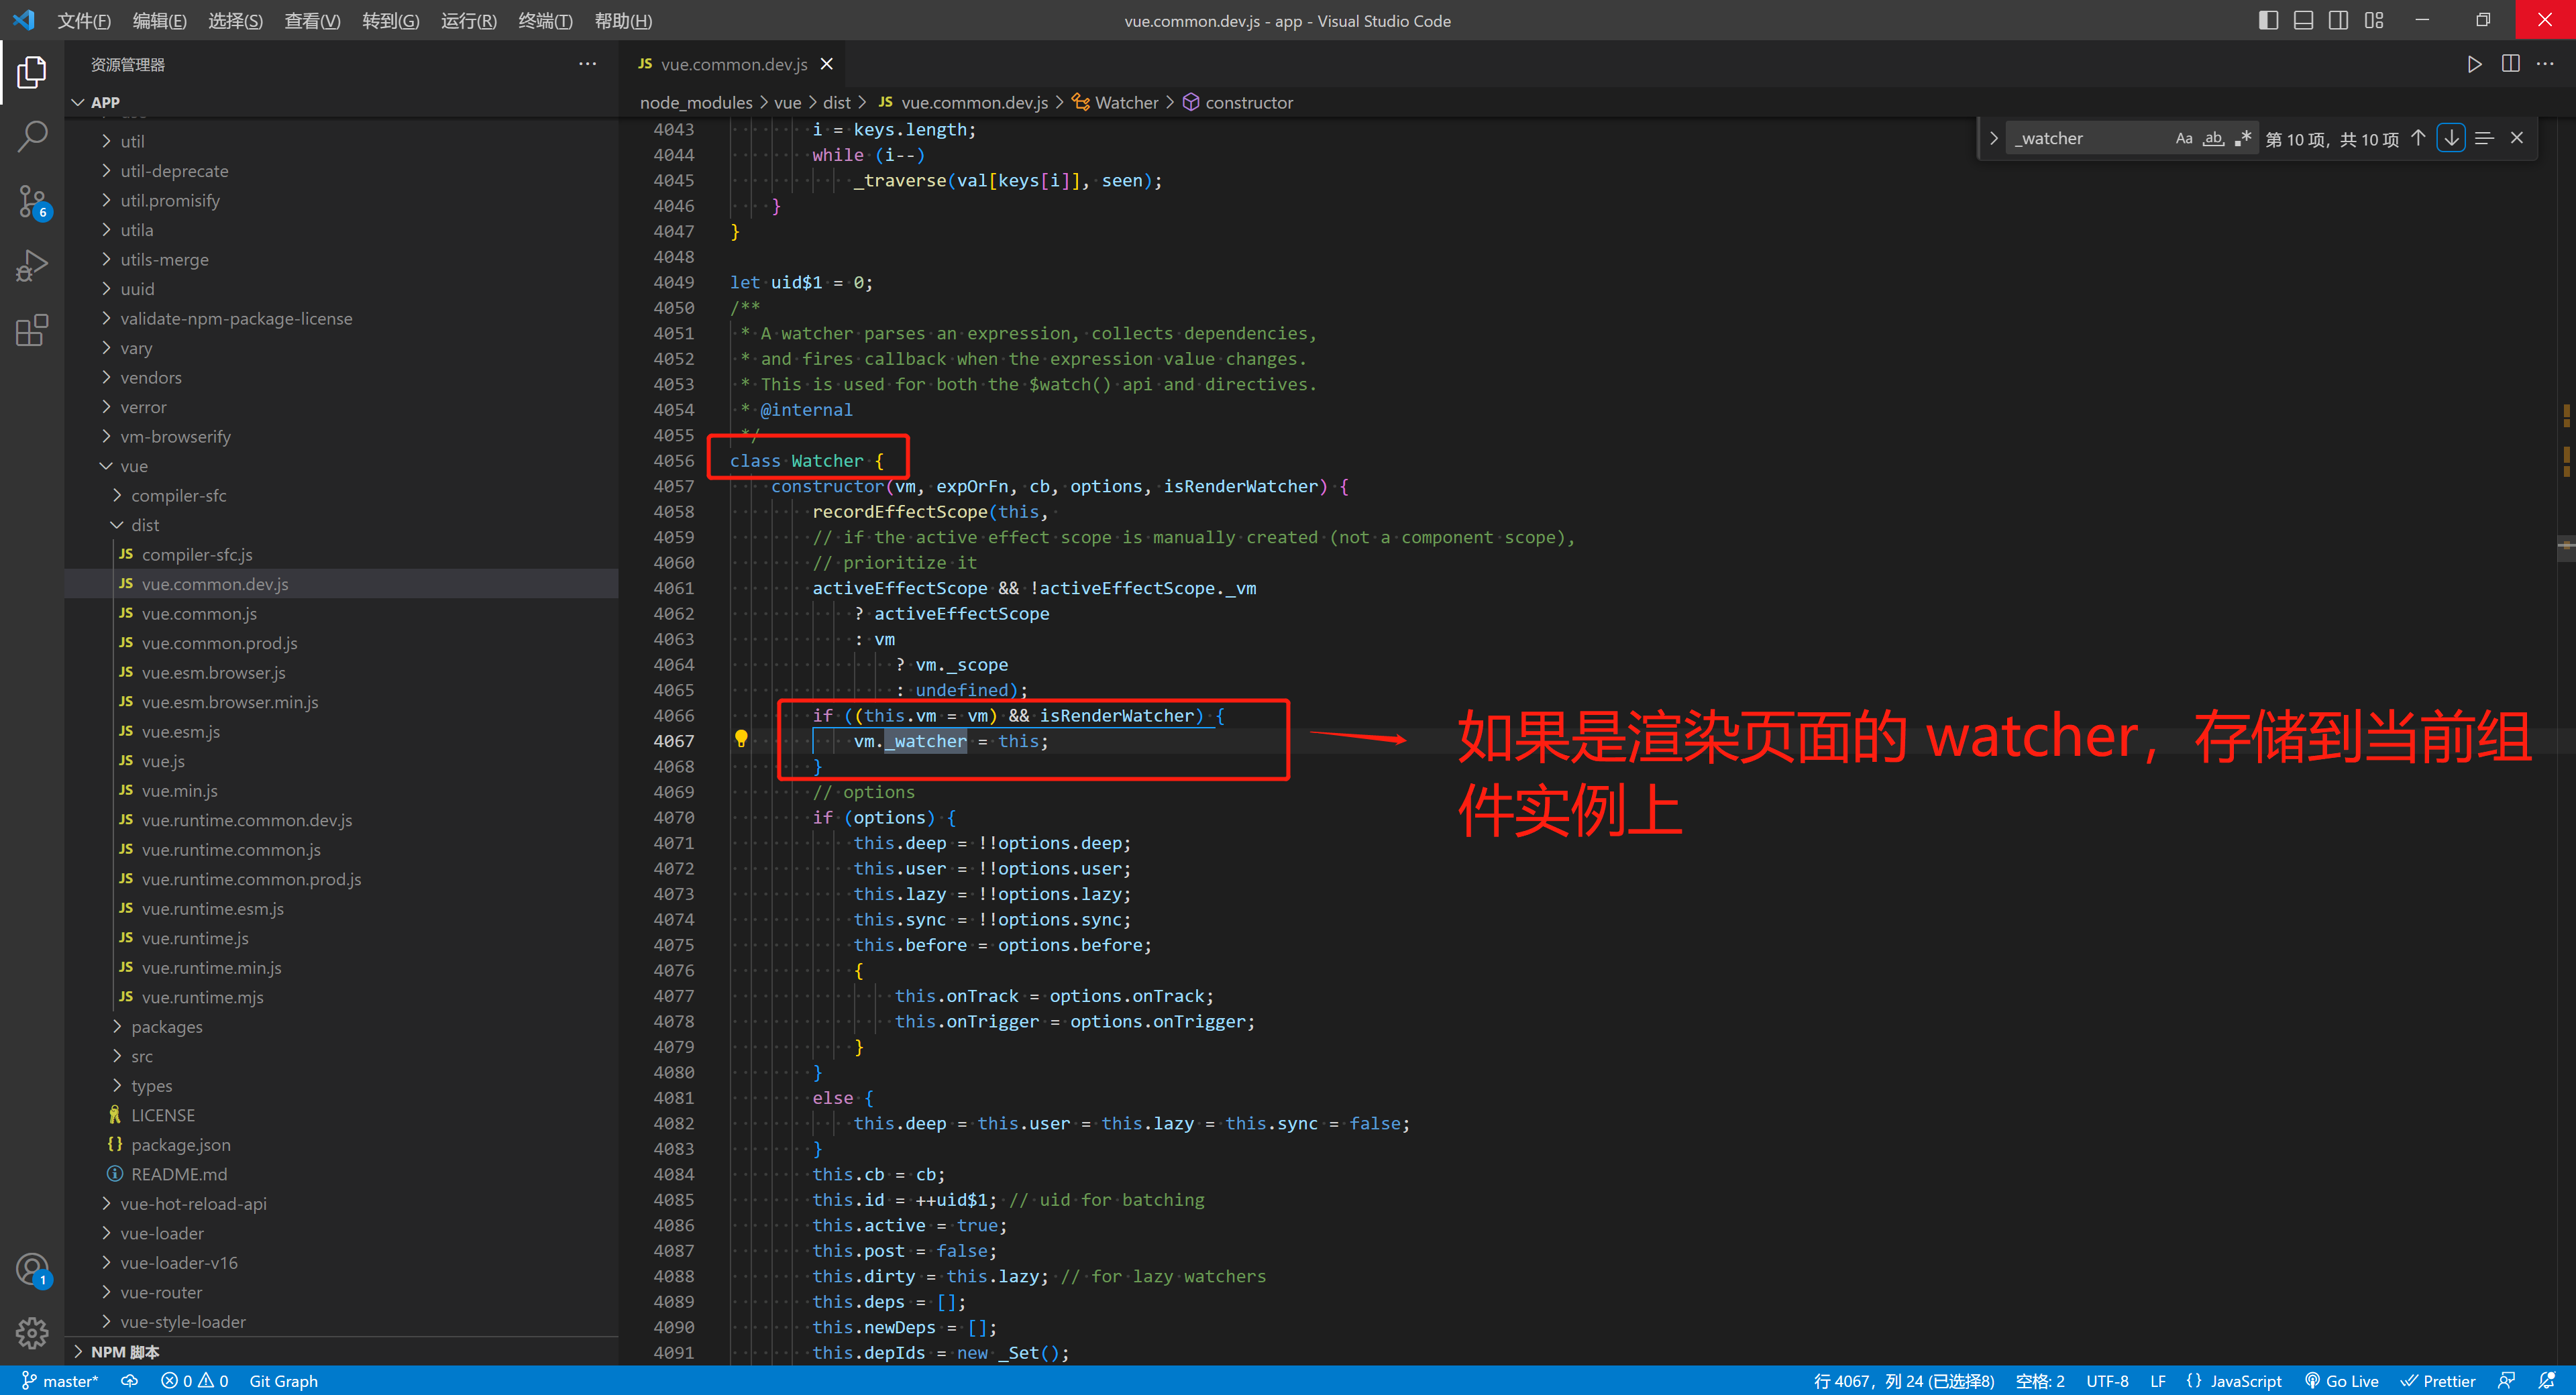 文件(F) 编辑(E) 选择(S) 查看(V) 转到(G) 运行(R) 终端(T) 帮助(H)
vue.common.dev.js - app - Visual Studio Code
资源管理器
JS vue.common.dev.js
APP
node_modules > vue > dist > JS vue.common.dev.js > Watcher > constructor
_watcher
Aa ab 第 10 项，共 10 项
util
util-deprecate
util.promisify
utila
utils-merge
uuid
validate-npm-package-license
vary
vendors
verror
vm-browserify
vue
compiler-sfc
dist
JS compiler-sfc.js
JS vue.common.dev.js
JS vue.common.js
JS vue.common.prod.js
JS vue.esm.browser.js
JS vue.esm.browser.min.js
JS vue.esm.js
JS vue.js
JS vue.min.js
JS vue.runtime.common.dev.js
JS vue.runtime.common.js
JS vue.runtime.common.prod.js
JS vue.runtime.esm.js
JS vue.runtime.js
JS vue.runtime.min.js
JS vue.runtime.mjs
packages
src
types
LICENSE
{} package.json
README.md
vue-hot-reload-api
vue-loader
vue-loader-v16
vue-router
vue-style-loader
NPM 脚本
6
1
4043 i = keys.length;
4044 while (i--)
4045 _traverse(val[keys[i]], seen);
4046 }
4047 }
4048
4049 let uid$1 = 0;
4050 /**
4051 * A watcher parses an expression, collects dependencies,
4052 * and fires callback when the expression value changes.
4053 * This is used for both the $watch() api and directives.
4054 * @internal
4055 */
4056 class Watcher {
4057 constructor(vm, expOrFn, cb, options, isRenderWatcher) {
4058 recordEffectScope(this,
4059 // if the active effect scope is manually created (not a component scope),
4060 // prioritize it
4061 activeEffectScope && !activeEffectScope._vm
4062 ? activeEffectScope
4063 : vm
4064 ? vm._scope
4065 : undefined);
4066 if ((this.vm = vm) && isRenderWatcher) {
4067 vm._watcher = this;
4068 }
4069 // options
4070 if (options) {
4071 this.deep = !!options.deep;
4072 this.user = !!options.user;
4073 this.lazy = !!options.lazy;
4074 this.sync = !!options.sync;
4075 this.before = options.before;
4076 {
4077 this.onTrack = options.onTrack;
4078 this.onTrigger = options.onTrigger;
4079 }
4080 }
4081 else {
4082 this.deep = this.user = this.lazy = this.sync = false;
4083 }
4084 this.cb = cb;
4085 this.id = ++uid$1; // uid for batching
4086 this.active = true;
4087 this.post = false;
4088 this.dirty = this.lazy; // for lazy watchers
4089 this.deps = [];
4090 this.newDeps = [];
4091 this.depIds = new _Set();
如果是渲染页面的 watcher，存储到当前组
件实例上
master* 0 0 Git Graph
行 4067，列 24 (已选择8) 空格: 2 UTF-8 LF {} JavaScript Go Live Prettier